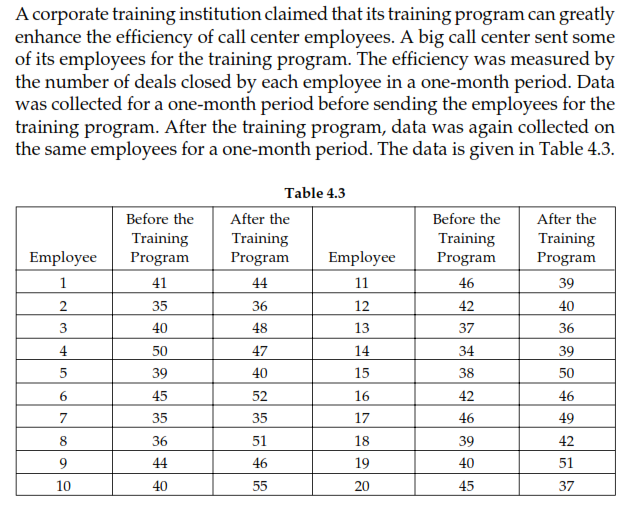 A corporate training institution claimed that its training program can greatly
enhance the efficiency of call center employees. A big call center sent some
of its employees for the training program. The efficiency was measured by
the number of deals closed by each employee in a one-month period. Data
was collected for a one-month period before sending the employees for the
training program. After the training program, data was again collected on
the same employees for a one-month period. The data is given in Table 4.3.
Table 4.3
Employee Before the Training Program After the Training Program Employee Before the Training Program After the Training Program
1 41 44 11 46 39
2 35 36 12 42 40
3 40 48 13 37 36
4 50 47 14 34 39
5 39 40 15 38 50
6 45 52 16 42 46
7 35 35 17 46 49
8 36 51 18 39 42
9 44 46 19 40 51
10 40 55 20 45 37